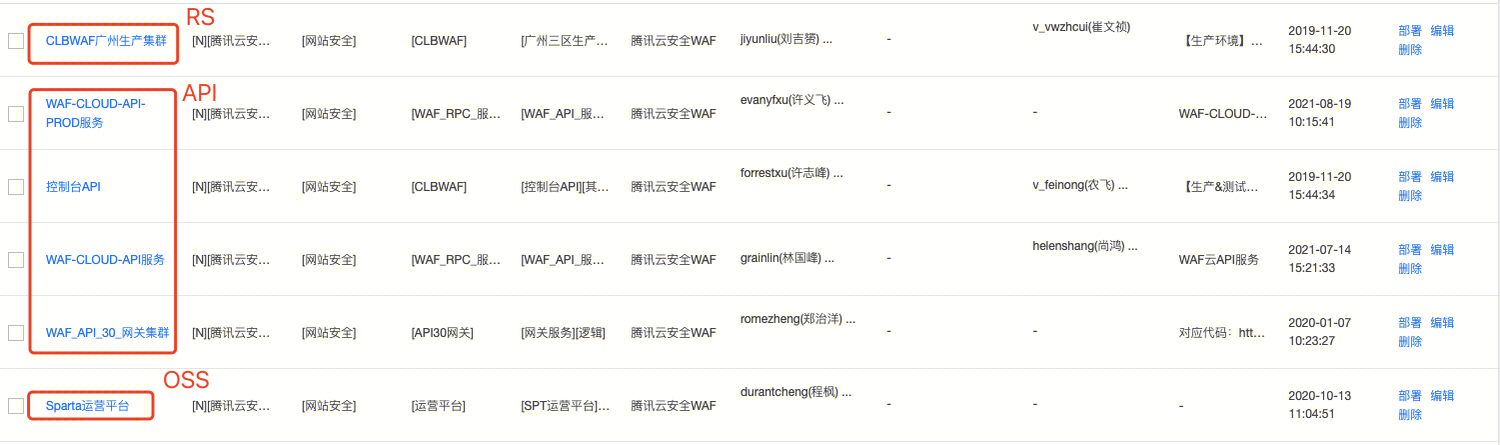 RS
CLBWAF广州生产集群 [N][腾讯云安... [网站安全] [CLBWAF] [广州三区生产... 腾讯云安全WAF jiyunliu(刘吉赟) ... - v_vwzhcui(崔文祯) 【生产环境】... 2019-11-20 部署 编辑
15:44:30 删除
API
WAF-CLOUD-API- [N][腾讯云安... [网站安全] [WAF_RPC_服... [WAF_API_服... 腾讯云安全WAF evanyfxu(许义飞) ... - - WAF-CLOUD-... 2021-08-19 部署 编辑
PROD服务 10:15:41 删除
控制台API [N][腾讯云安... [网站安全] [CLBWAF] [控制台API][其... 腾讯云安全WAF forrestxu(许志峰) ... - v_feinong(农飞) ... 【生产&测试... 2019-11-20 部署 编辑
15:44:34 删除
WAF-CLOUD-API服务 [N][腾讯云安... [网站安全] [WAF_RPC_服... [WAF_API_服... 腾讯云安全WAF grainlin(林国峰) ... - helenshang(尚鸿) ... WAF云API服务 2021-07-14 部署 编辑
15:21:33 删除
WAF_API_30_网关集群 [N][腾讯云安... [网站安全] [API30网关] [网关服务][逻辑] 腾讯云安全WAF romezheng(郑治洋) ... - - 对应代码：htt... 2020-01-07 部署 编辑
10:23:27 删除
OSS
Sparta运营平台 [N][腾讯云安... [网站安全] [运营平台] [SPT运营平台]... 腾讯云安全WAF durantcheng(程枫) ... - - - 2020-10-13 部署 编辑
11:04:51 删除